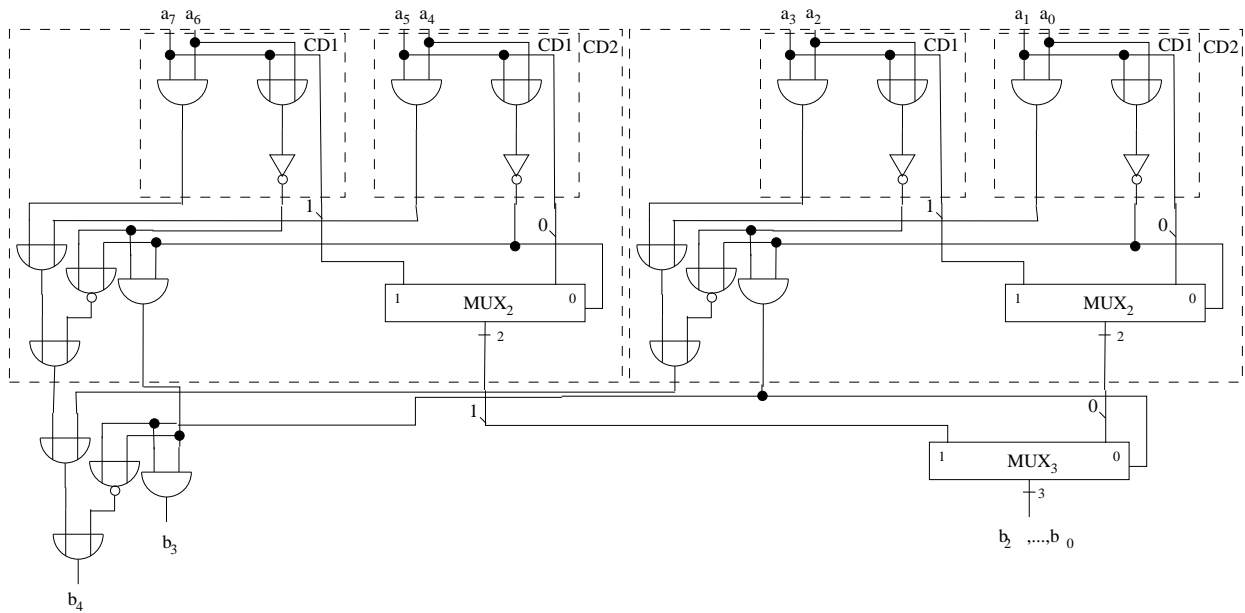 a7 a6 a5 a4 a3 a2 a1 a0
CD1 CD1 CD2 CD1 CD1 CD2
1 0 1 0
1 MUX2 0 1 MUX2 0
2 2
1 0
1 MUX3 0
3
b3 b2 ,...,b 0
b4